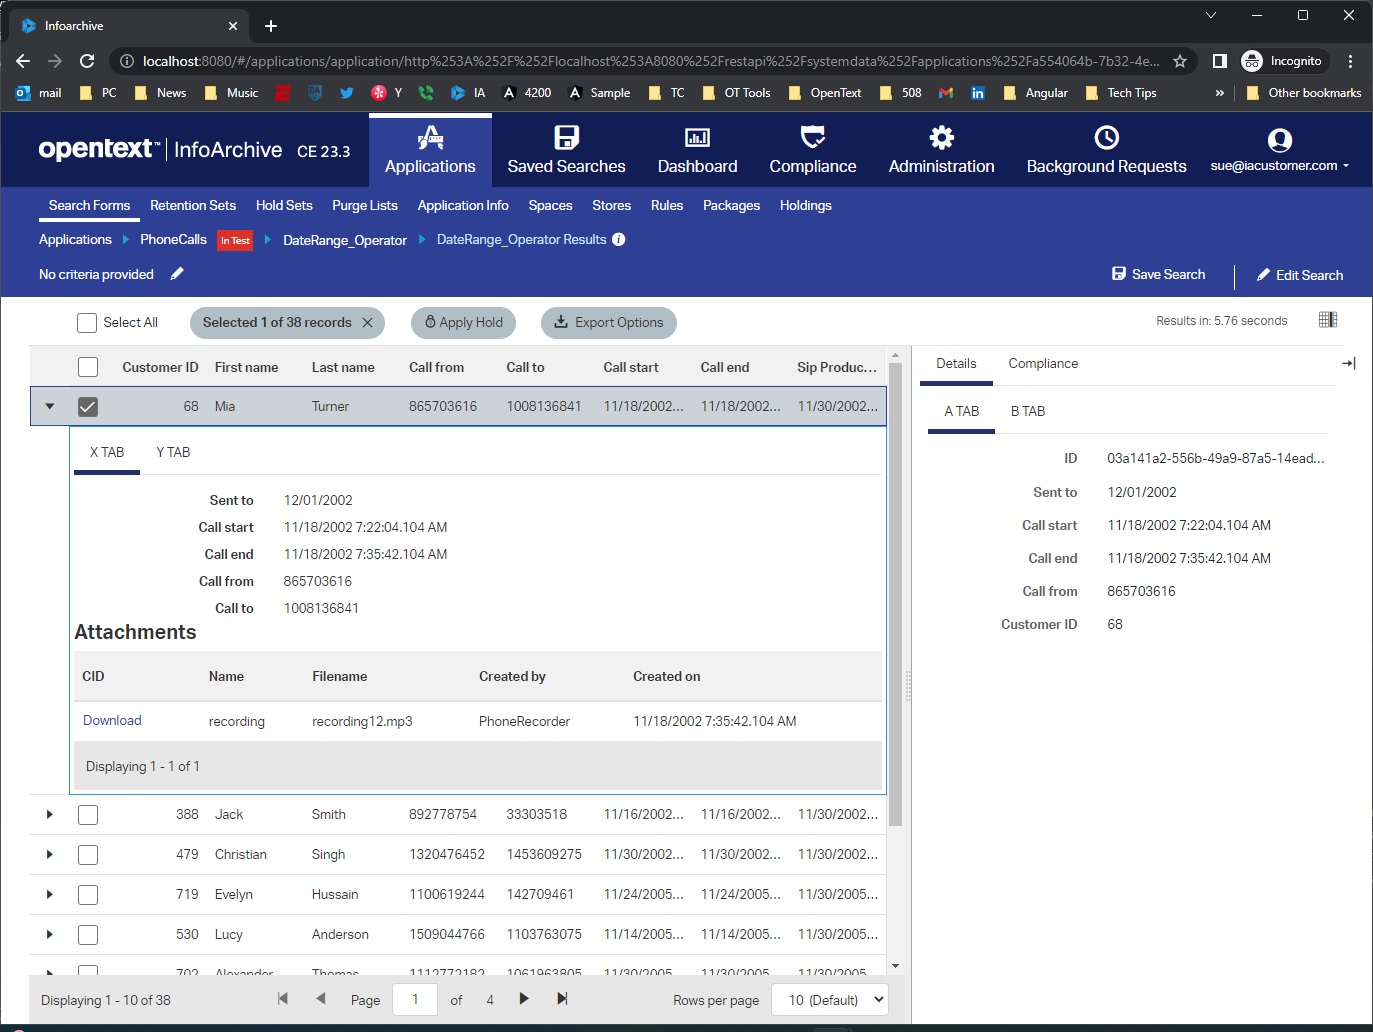 Infoarchive
localhost:8080/#/applications/application/http%253A%252F%252Flocalhost%253A8080%252Frestapi%252Fsystemdata%252Fapplications%252Fa554064b-7b32-4e... Incognito
mail PC News Music Y IA 4200 Sample TC OT Tools OpenText 508 Angular Tech Tips » Other bookmarks
opentext™ | InfoArchive CE 23.3
Applications Saved Searches Dashboard Compliance Administration Background Requests sue@iacustomer.com
Search Forms Retention Sets Hold Sets Purge Lists Application Info Spaces Stores Rules Packages Holdings
Applications PhoneCalls In Test DateRange_Operator DateRange_Operator Results
No criteria provided Save Search Edit Search
Select All Selected 1 of 38 records Apply Hold Export Options Results in: 5.76 seconds
Customer ID First name Last name Call from Call to Call start Call end Sip Produc...
68 Mia Turner 865703616 1008136841 11/18/2002... 11/18/2002... 11/30/2002...
X TAB Y TAB
Sent to 12/01/2002
Call start 11/18/2002 7:22:04.104 AM
Call end 11/18/2002 7:35:42.104 AM
Call from 865703616
Call to 1008136841
Attachments
CID Name Filename Created by Created on
Download recording recording12.mp3 PhoneRecorder 11/18/2002 7:35:42.104 AM
Displaying 1 - 1 of 1
388 Jack Smith 892778754 33303518 11/16/2002... 11/16/2002... 11/30/2002...
479 Christian Singh 1320476452 1453609275 11/30/2002... 11/30/2002... 11/30/2002...
719 Evelyn Hussain 1100619244 142709461 11/24/2005... 11/24/2005... 11/30/2005...
530 Lucy Anderson 1509044766 1103763075 11/14/2005... 11/14/2005... 11/30/2005...
702 Alexander Thomas 1112772182 1061963805 11/30/2005 11/30/2005 11/30/2005
Displaying 1 - 10 of 38 Page 1 of 4 Rows per page 10 (Default)
Details Compliance
A TAB B TAB
ID 03a141a2-556b-49a9-87a5-14ead...
Sent to 12/01/2002
Call start 11/18/2002 7:22:04.104 AM
Call end 11/18/2002 7:35:42.104 AM
Call from 865703616
Customer ID 68